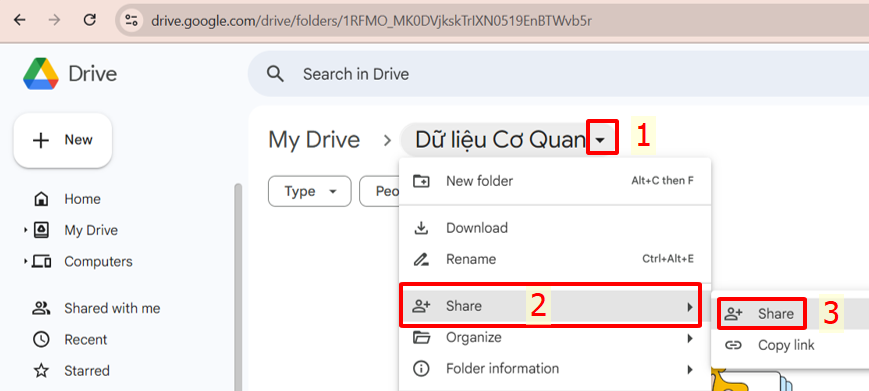 drive.google.com/drive/folders/1RFMO_MK0DVjkskTrIXN0519EnBTWvb5r
Drive
Search in Drive
New
My Drive > Dữ liệu Cơ Quan 1
Type
Peo
Home
My Drive
Computers
Shared with me
Recent
Starred
New folder Alt+C then F
Download
Rename Ctrl+Alt+E
Share 2
Organize
Folder information
Share 3
Copy link